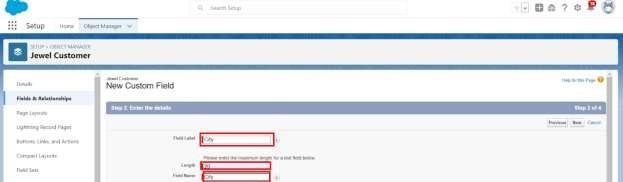 Search Setup
Setup
Home
Object Manager
SETUP > OBJECT MANAGER
Jewel Customer
Details
Fields & Relationships
Page Layouts
Lightning Record Pages
Buttons, Links, and Actions
Compact Layouts
Field Sets
Jewel Customer
New Custom Field
Help for this Page
Step 2. Enter the details
Step 2 of 4
Previous Next Cancel
Field Label City
Please enter the maximum length for a text field below.
Length
Field Name City